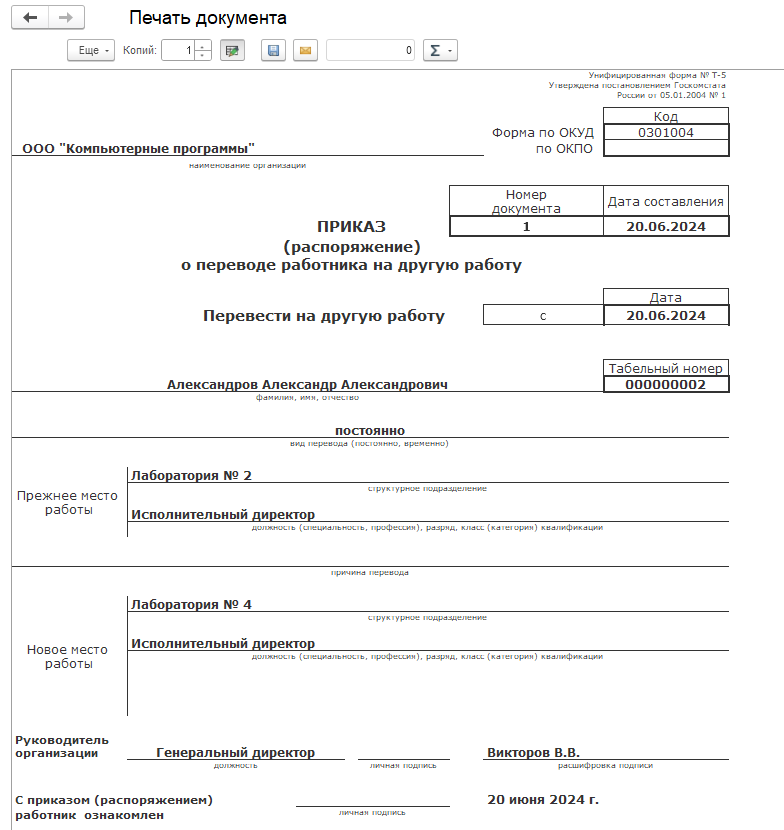 Печать документа
Еще
Копий: 1
0
Σ
Унифицированная форма № Т-5
Утверждена постановлением Госкомстата
России от 05.01.2004 № 1
Код
Форма по ОКУД 0301004
ООО "Компьютерные программы" по ОКПО
наименование организации
Номер документа Дата составления
1 20.06.2024
ПРИКАЗ
(распоряжение)
о переводе работника на другую работу
Дата
Перевести на другую работу с 20.06.2024
Табельный номер
Александров Александр Александрович 000000002
фамилия, имя, отчество
постоянно
вид перевода (постоянно, временно)
Прежнее место
работы
Лаборатория № 2
структурное подразделение
Исполнительный директор
должность (специальность, профессия), разряд, класс (категория) квалификации
причина перевода
Новое место
работы
Лаборатория № 4
структурное подразделение
Исполнительный директор
должность (специальность, профессия), разряд, класс (категория) квалификации
Руководитель
организации Генеральный директор Викторов В.В.
должность личная подпись расшифровка подписи
С приказом (распоряжением)
работник ознакомлен 20 июня 2024 г.
личная подпись